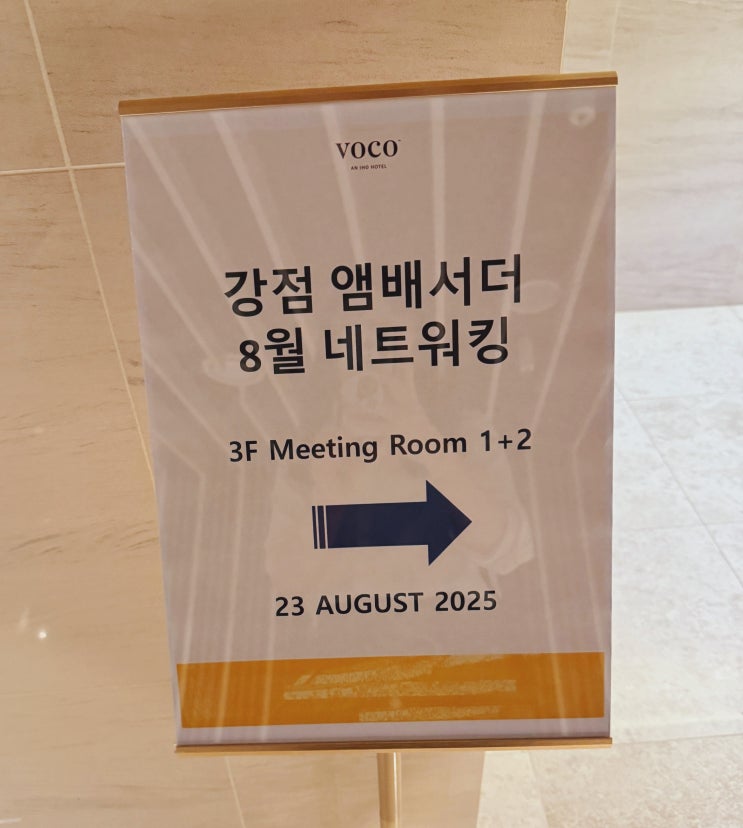 voco
AN IHG HOTEL
강점 앰배서더
8월 네트워킹
3F Meeting Room 1+2
23 AUGUST 2025